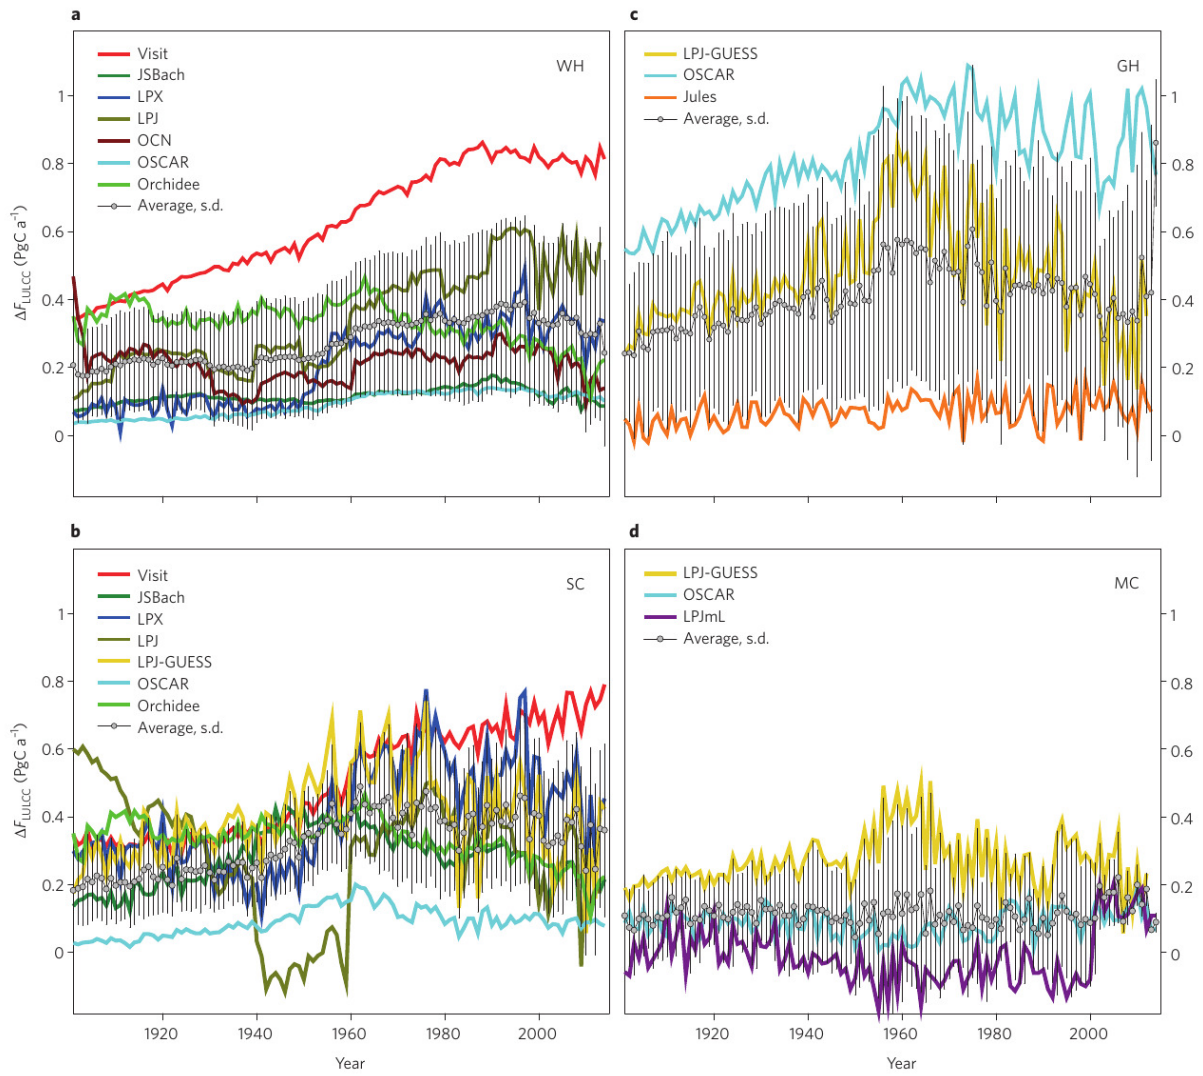 a
Visit
JSBach
LPX
LPJ
OCN
OSCAR
Orchidee
Average, s.d.
WH
1
0.8
0.6
0.4
0.2
0
ΔF_LULCC (PgC a⁻¹)
c
LPJ-GUESS
OSCAR
Jules
Average, s.d.
GH
1
0.8
0.6
0.4
0.2
0
b
Visit
JSBach
LPX
LPJ
LPJ-GUESS
OSCAR
Orchidee
Average, s.d.
SC
1
0.8
0.6
0.4
0.2
0
ΔF_LULCC (PgC a⁻¹)
1920 1940 1960 1980 2000
Year
d
LPJ-GUESS
OSCAR
LPJmL
Average, s.d.
MC
1
0.8
0.6
0.4
0.2
0
1920 1940 1960 1980 2000
Year